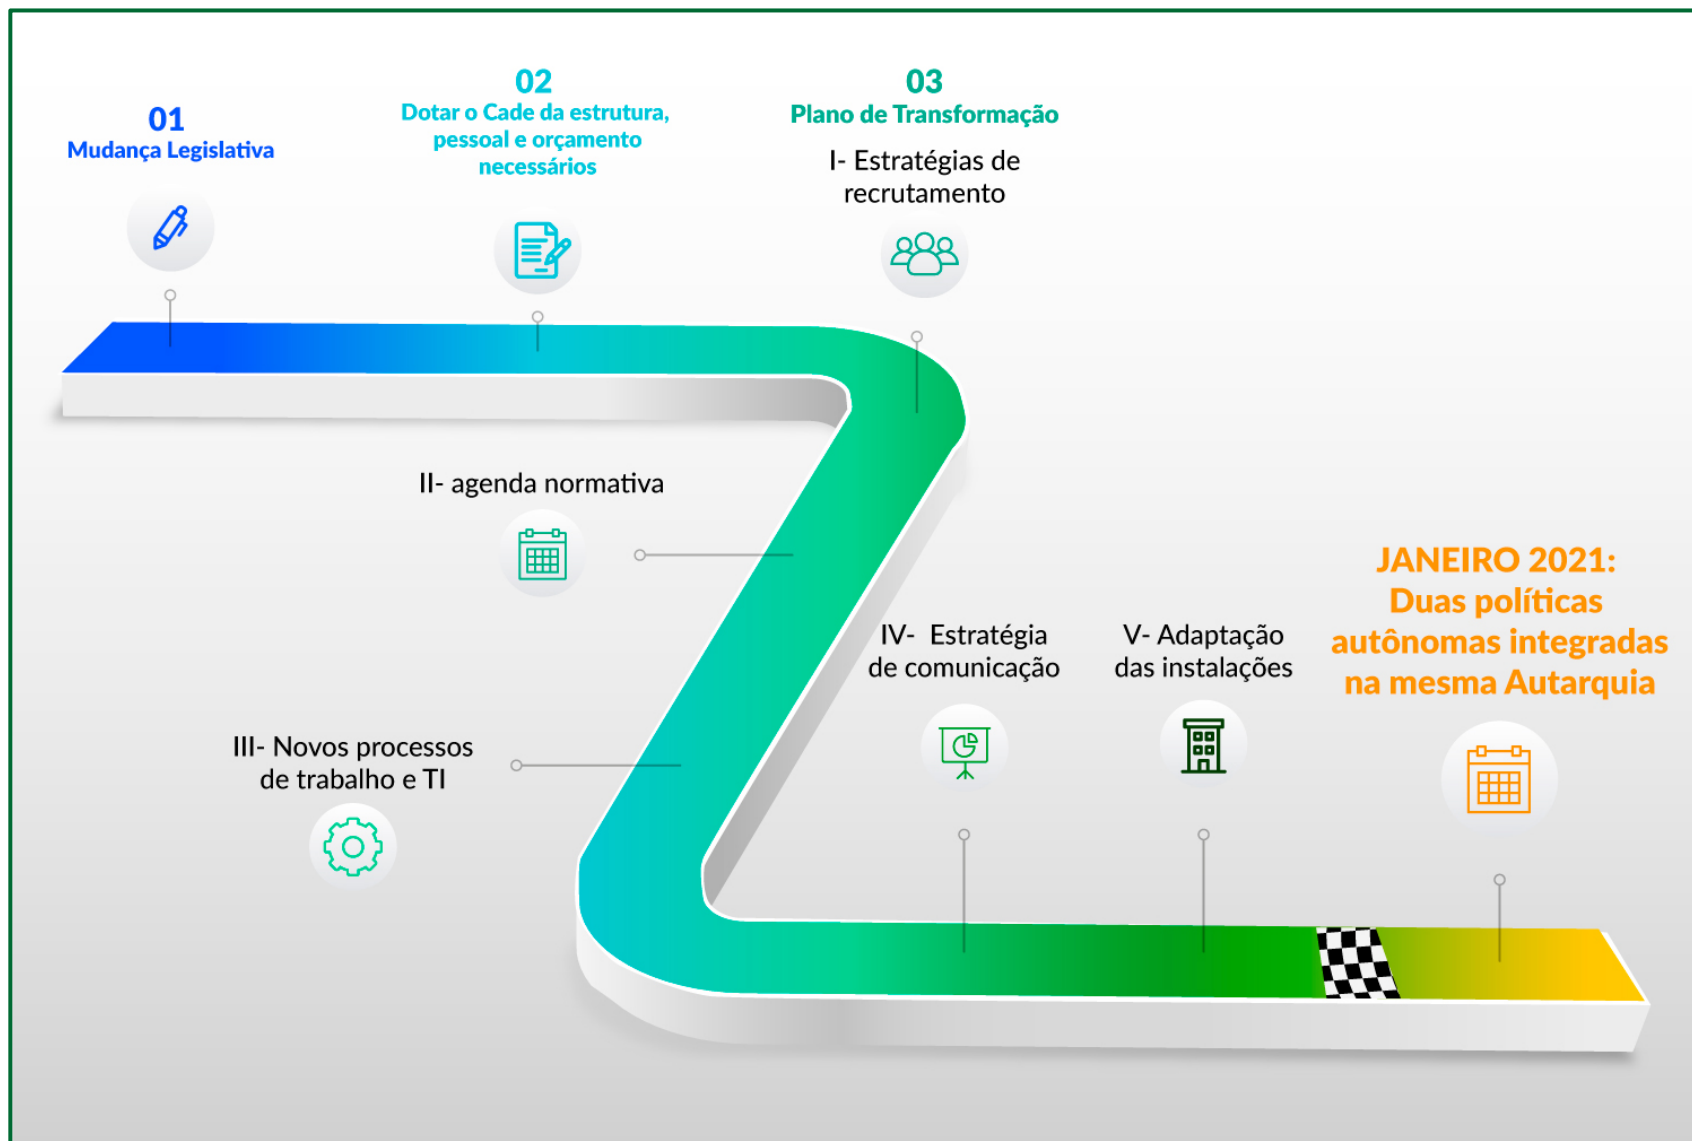 01
Mudança Legislativa
02
Dotar o Cade da estrutura,
pessoal e orçamento
necessários
03
Plano de Transformação
I- Estratégias de
recrutamento
II- agenda normativa
III- Novos processos
de trabalho e TI
IV- Estratégia
de comunicação
V- Adaptação
das instalações
JANEIRO 2021:
Duas políticas
autônomas integradas
na mesma Autarquia